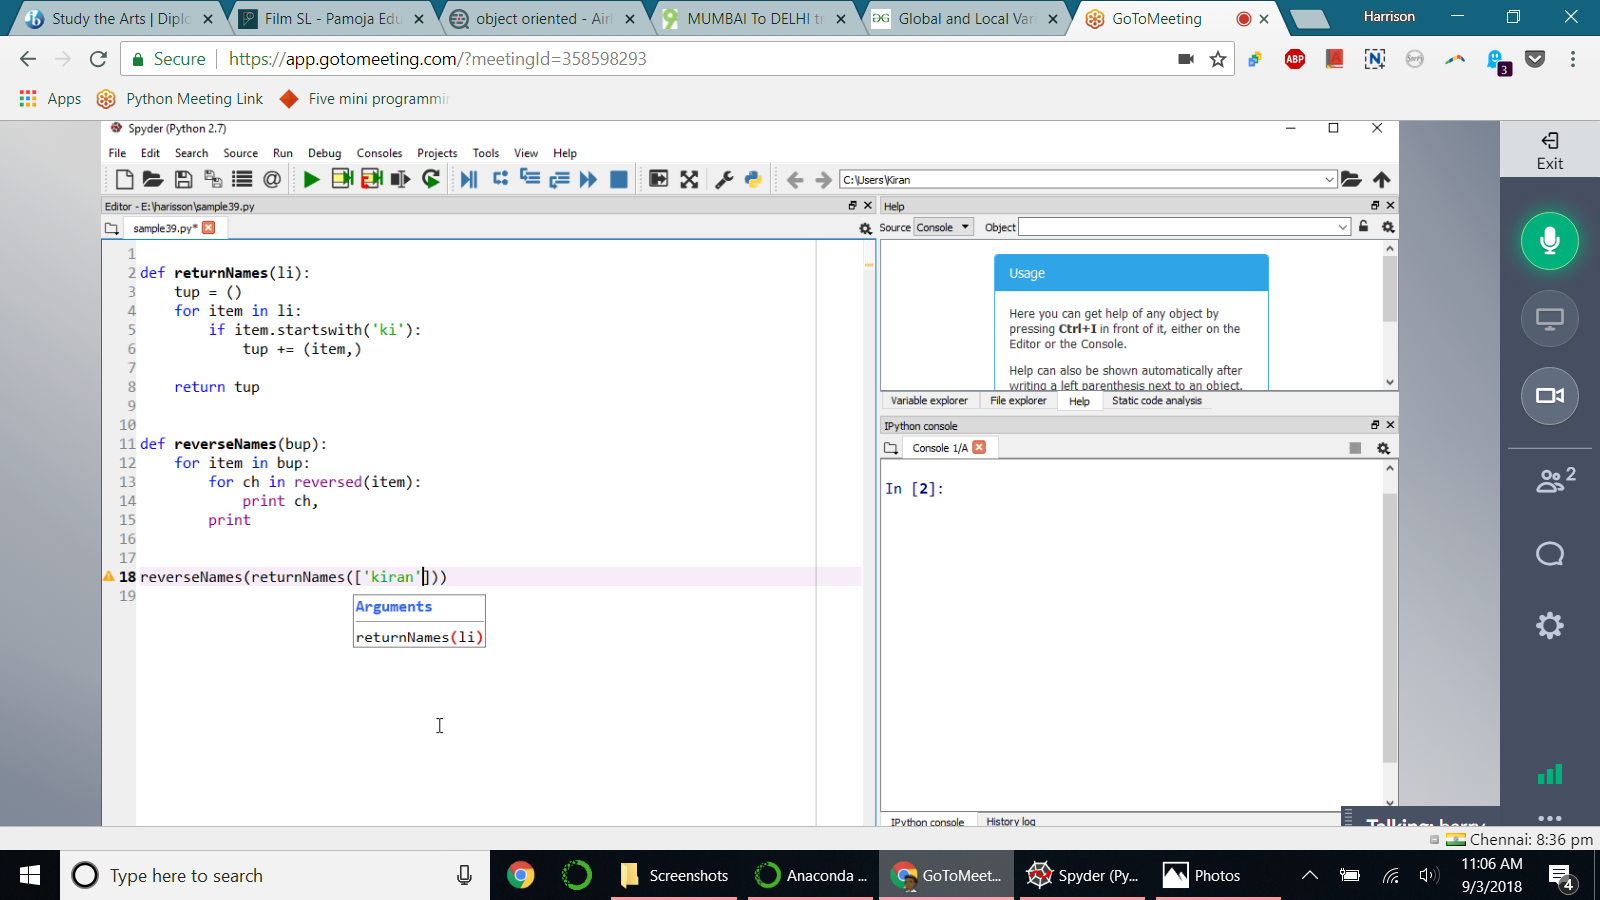 Study the Arts | Diplo
Film SL - Pamoja Edu
object oriented - Airl
MUMBAI To DELHI tr
Global and Local Vari
GoToMeeting
Harrison
Secure
https://app.gotomeeting.com/?meetingId=358598293
ABP
3
Apps
Python Meeting Link
Five mini programmin
Spyder (Python 2.7)
File Edit Search Source Run Debug Consoles Projects Tools View Help
C:\Users\Kiran
Editor - E:\harisson\sample39.py
Help
sample39.py*
Source Console Object
1
2 def returnNames(li):
3 tup = ()
4 for item in li:
5 if item.startswith('ki'):
6 tup += (item,)
7
8 return tup
9
10
11 def reverseNames(bup):
12 for item in bup:
13 for ch in reversed(item):
14 print ch,
15 print
16
17
18 reverseNames(returnNames(['kiran']))
19
Arguments
returnNames(li)
Usage
Here you can get help of any object by
pressing Ctrl+I in front of it, either on the
Editor or the Console.
Help can also be shown automatically after
writing a left parenthesis next to an object.
Variable explorer File explorer Help Static code analysis
IPython console
Console 1/A
In [2]:
IPython console History log
Exit
2
Talking: harry
Chennai: 8:36 pm
Type here to search
Screenshots
Anaconda ...
GoToMeet...
Spyder (Py...
Photos
11:06 AM
9/3/2018
4